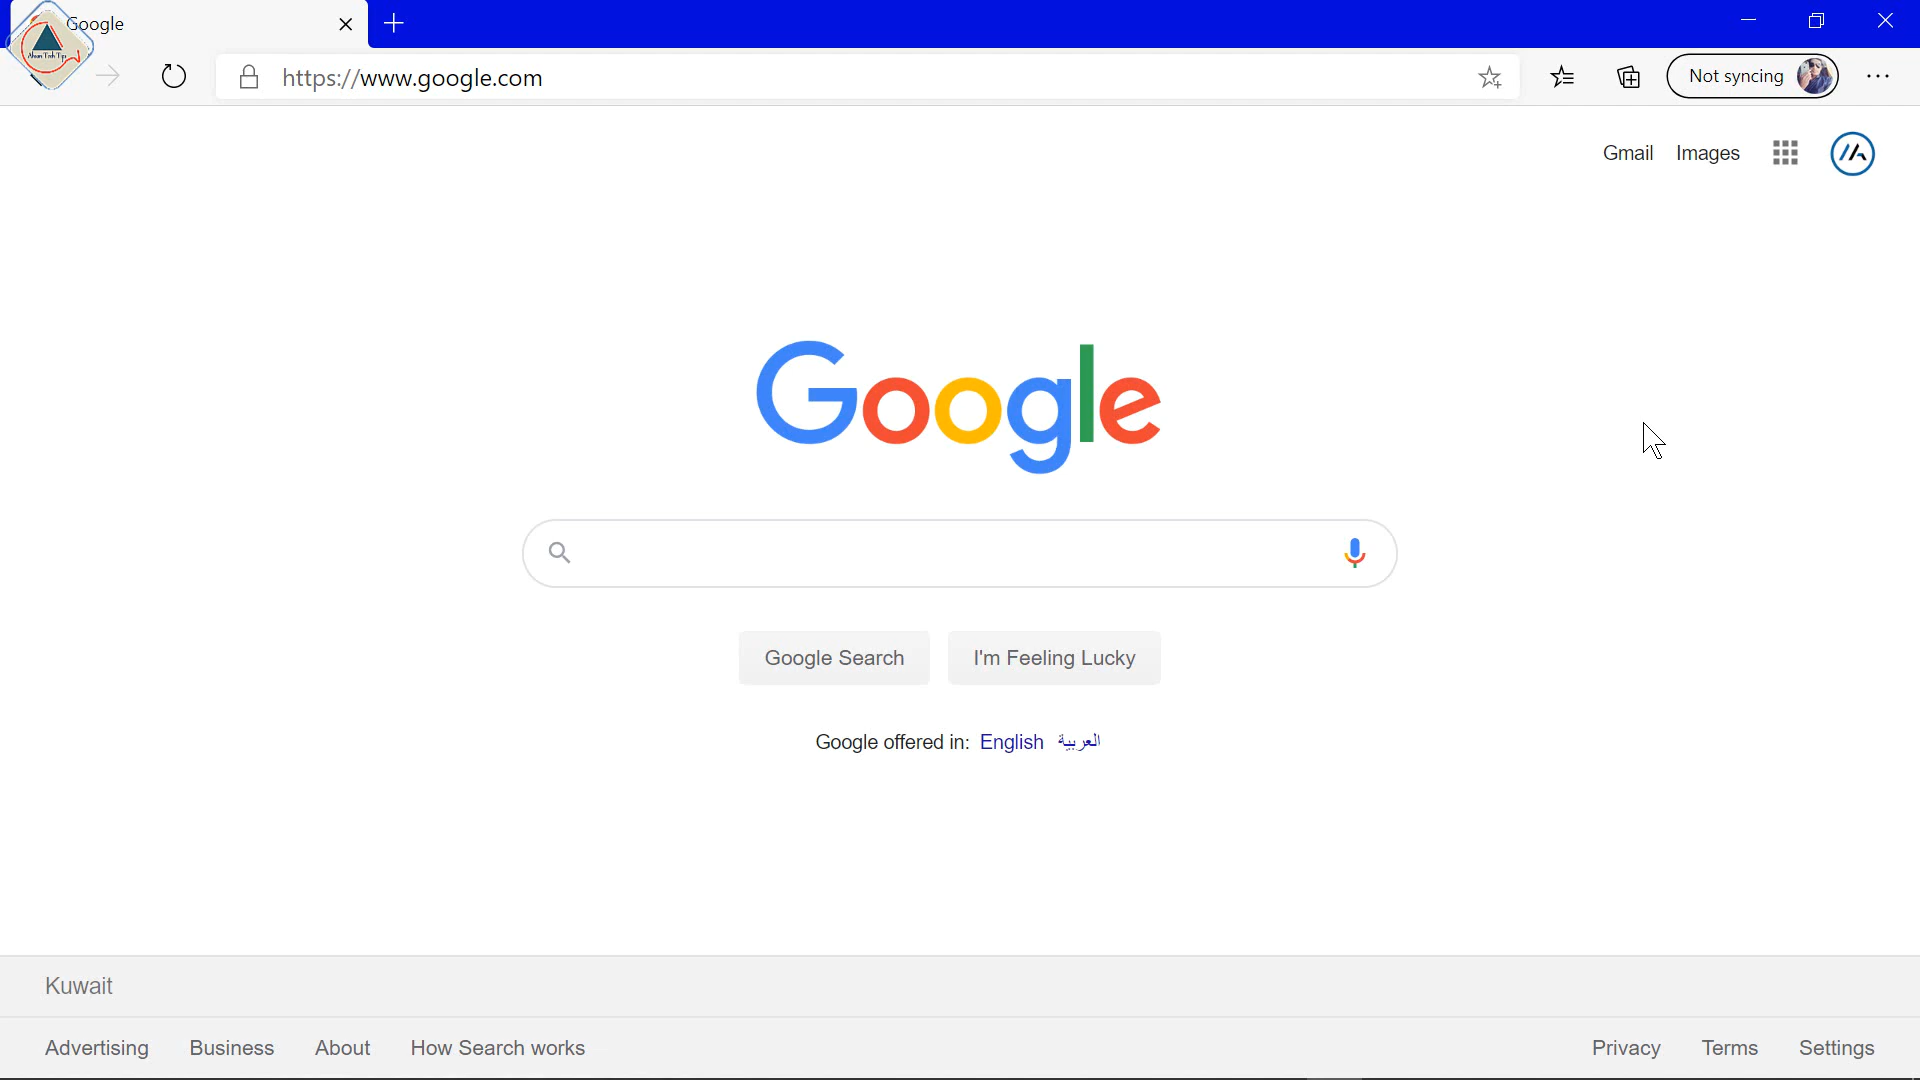 Google
https://www.google.com
Not syncing
Gmail Images
Google
Google Search I'm Feeling Lucky
Google offered in: English العربية
Kuwait
Advertising Business About How Search works Privacy Terms Settings